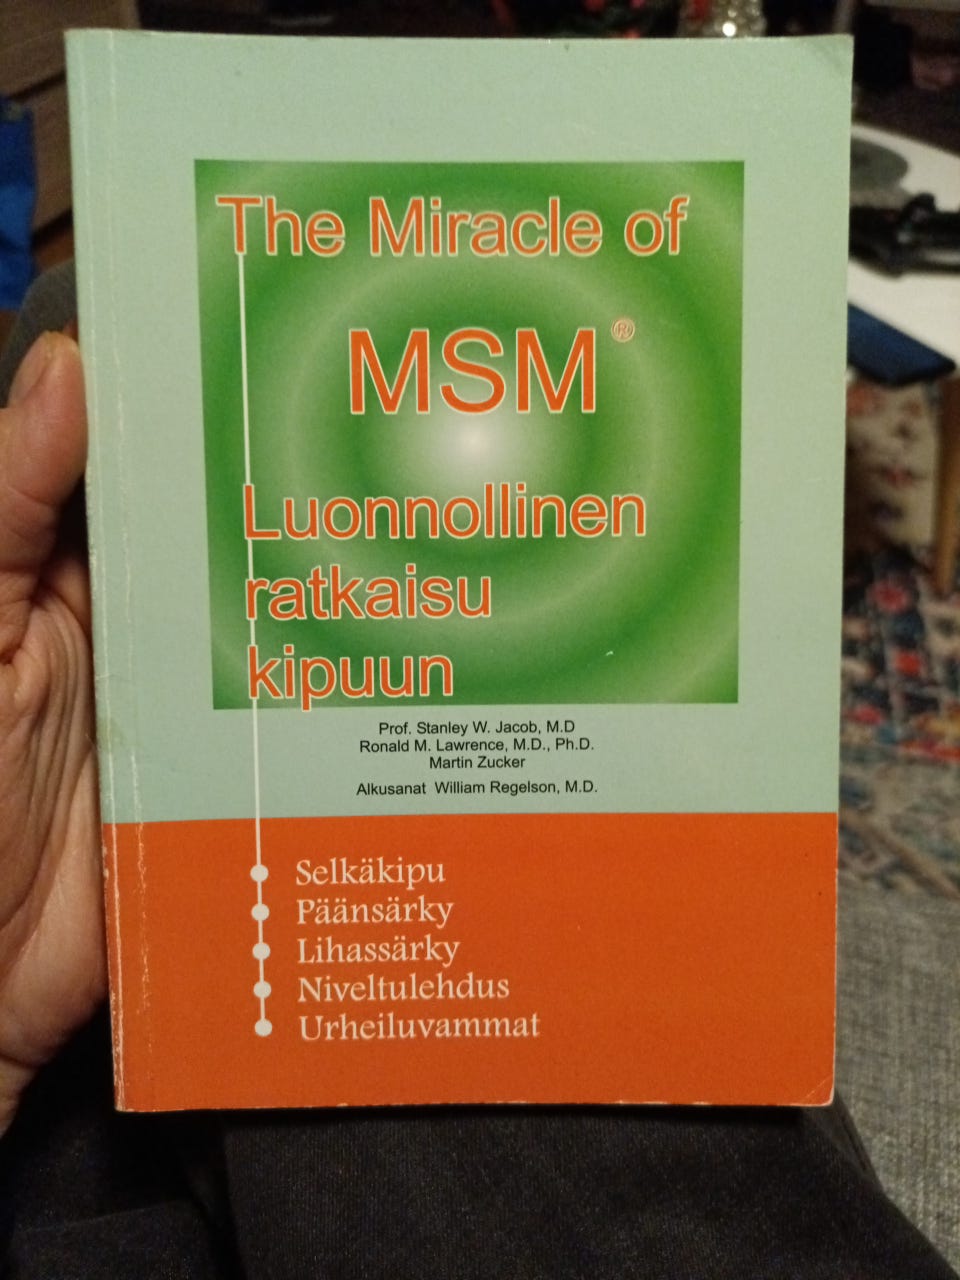 The Miracle of
MSM®
Luonnollinen
ratkaisu
kipuun
Prof. Stanley W. Jacob, M.D
Ronald M. Lawrence, M.D., Ph.D.
Martin Zucker
Alkusanat William Regelson, M.D.
Selkäkipu
Päänsärky
Lihassärky
Niveltulehdus
Urheiluvammat